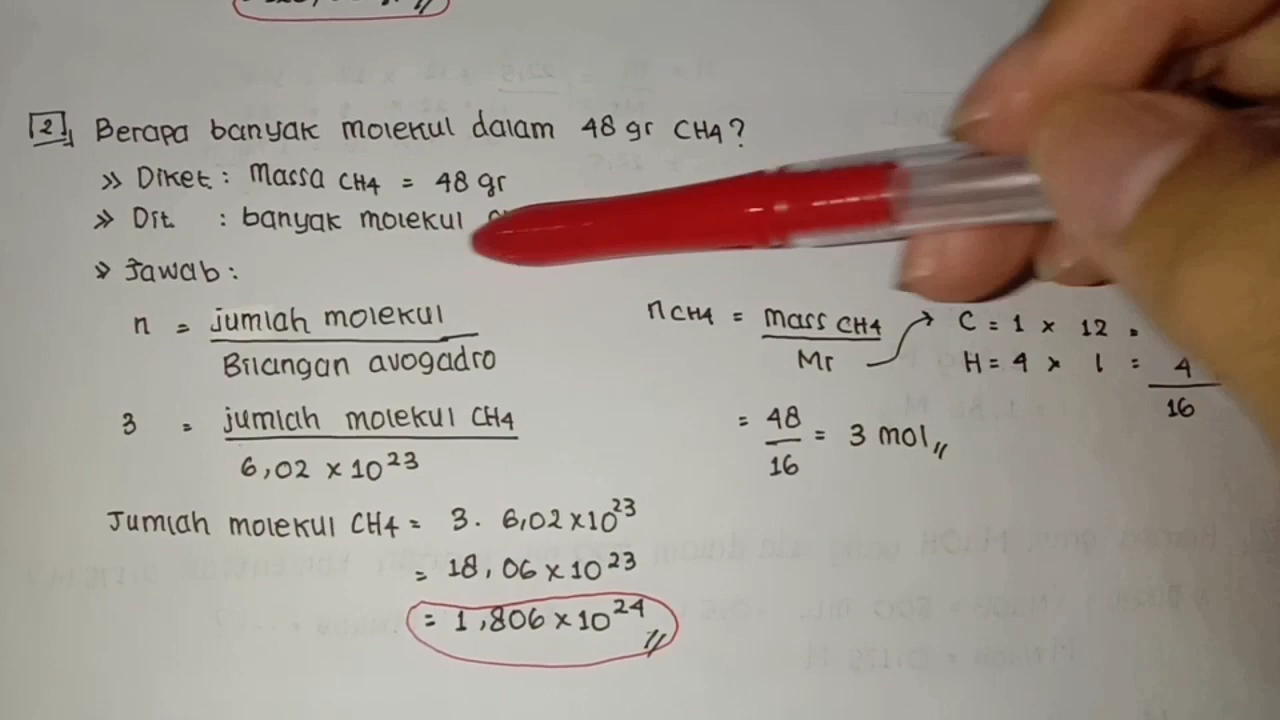 2 Berapa banyak molekul dalam 48 gr CH4?
» Diket : Massa CH4 = 48 gr
» Dit : banyak molekul
» Jawab :
n = jumlah molekul
Bilangan avogadro
3 = jumlah molekul CH4
6,02 x 10^23
Jumlah molekul CH4 = 3 . 6,02 x 10^23
= 18,06 x 10^23
= 1,806 x 10^24 //
n CH4 = mass CH4
Mr
C = 1 x 12 =
H = 4 x 1 = 4
16
= 48
16
= 3 mol //